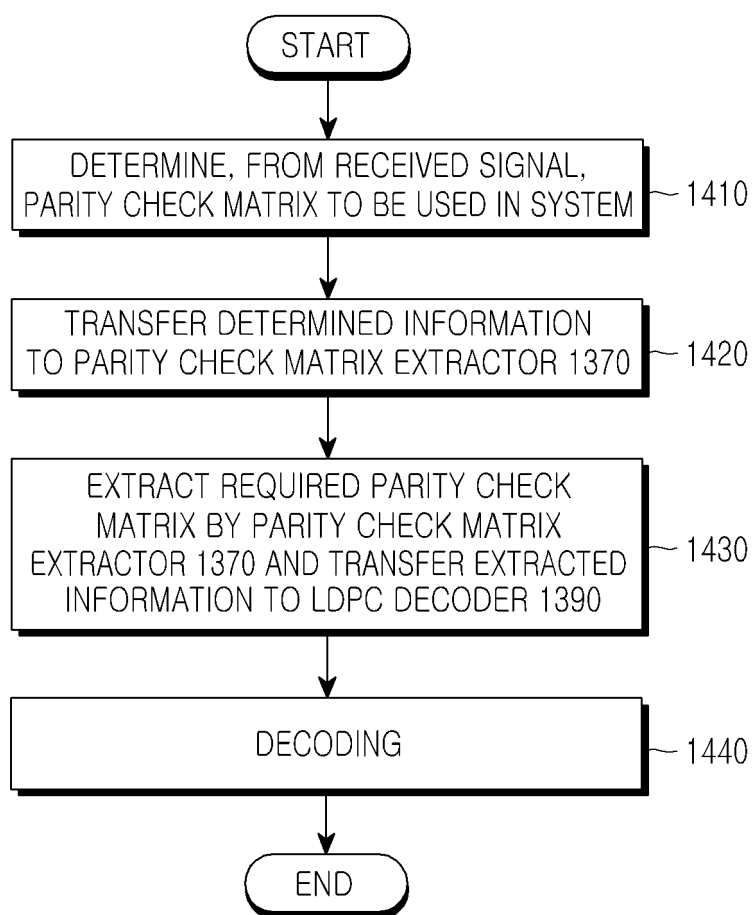 START
DETERMINE, FROM RECEIVED SIGNAL,
PARITY CHECK MATRIX TO BE USED IN SYSTEM
1410
TRANSFER DETERMINED INFORMATION
TO PARITY CHECK MATRIX EXTRACTOR 1370
1420
EXTRACT REQUIRED PARITY CHECK
MATRIX BY PARITY CHECK MATRIX
EXTRACTOR 1370 AND TRANSFER EXTRACTED
INFORMATION TO LDPC DECODER 1390
1430
DECODING
1440
END